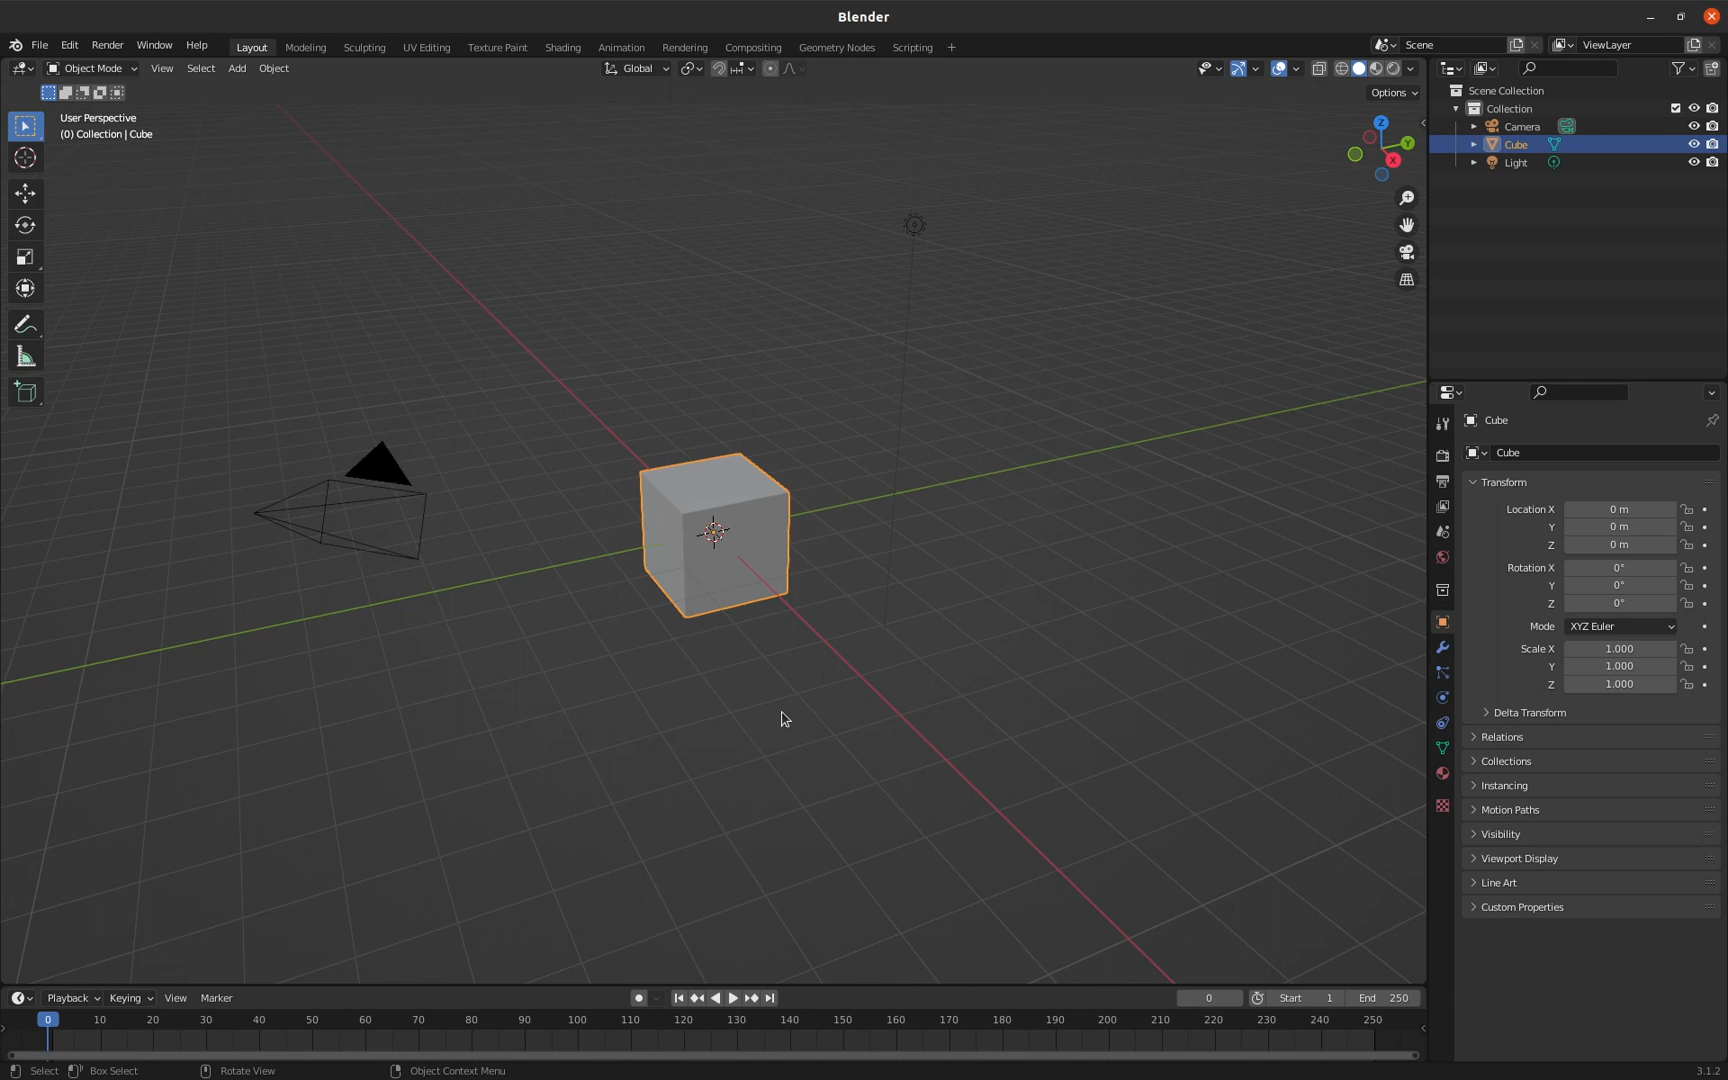 Blender
File Edit Render Window Help Layout Modeling Sculpting UV Editing Texture Paint Shading Animation Rendering Compositing Geometry Nodes Scripting + Scene ViewLayer
Object Mode View Select Add Object Global
Options
User Perspective
(0) Collection | Cube
Z
Y
X
Scene Collection
Collection
Camera
Cube
Light
Cube
Cube
Transform
Location X 0 m
Y 0 m
Z 0 m
Rotation X 0°
Y 0°
Z 0°
Mode XYZ Euler
Scale X 1.000
Y 1.000
Z 1.000
Delta Transform
Relations
Collections
Instancing
Motion Paths
Visibility
Viewport Display
Line Art
Custom Properties
Playback Keying View Marker 0 Start 1 End 250
0 10 20 30 40 50 60 70 80 90 100 110 120 130 140 150 160 170 180 190 200 210 220 230 240 250
Select Box Select Rotate View Object Context Menu 3.1.2